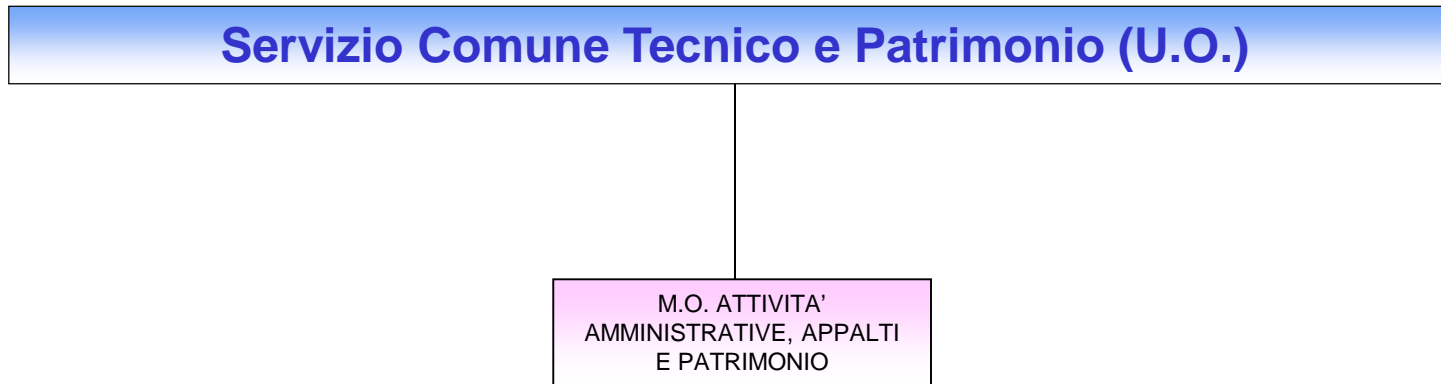 Servizio Comune Tecnico e Patrimonio (U.O.)
M.O. ATTIVITA’
AMMINISTRATIVE, APPALTI
E PATRIMONIO